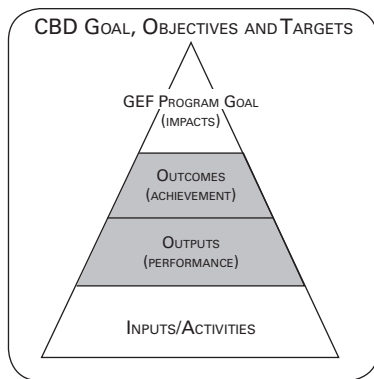 CBD GOAL, OBJECTIVES AND TARGETS
GEF PROGRAM GOAL
(IMPACTS)
OUTCOMES
(ACHIEVEMENT)
OUTPUTS
(PERFORMANCE)
INPUTS/ACTIVITIES